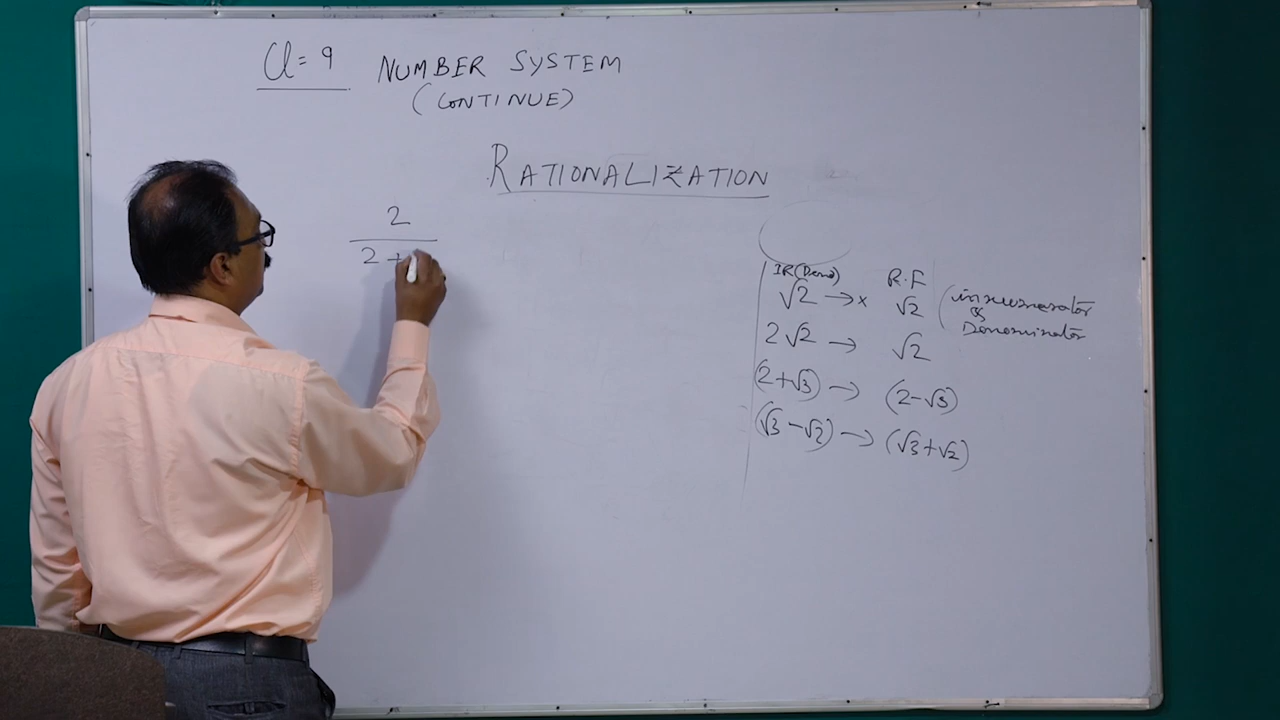 Cl = 9 NUMBER SYSTEM
(CONTINUE)
RATIONALIZATION
2
2 +
IR (Deno) R.F
√2 → × √2 (in numerator
& Denominator
2√2 → √2
(2+√3) → (2-√3)
(√3-√2) → (√3+√2)